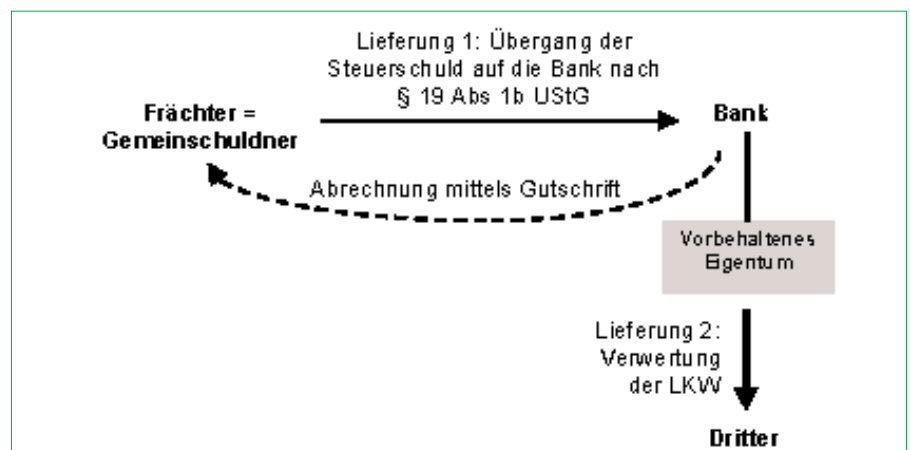 Lieferung 1: Übergang der
Steuerschuld auf die Bank nach
§ 19 Abs 1b UStG
Frächter =
Gemeinschuldner
Bank
Abrechnung mittels Gutschrift
Vorbehaltenes
Eigentum
Lieferung 2:
Verwertung
der LKW
Dritter